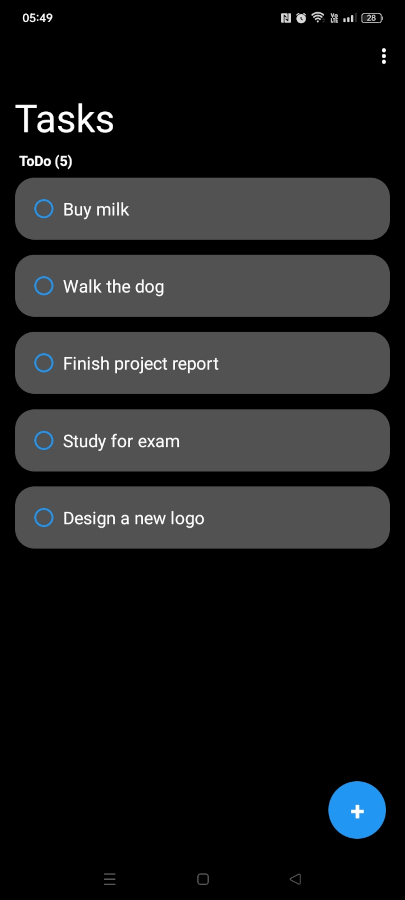 05:49
28
Tasks
ToDo (5)
Buy milk
Walk the dog
Finish project report
Study for exam
Design a new logo